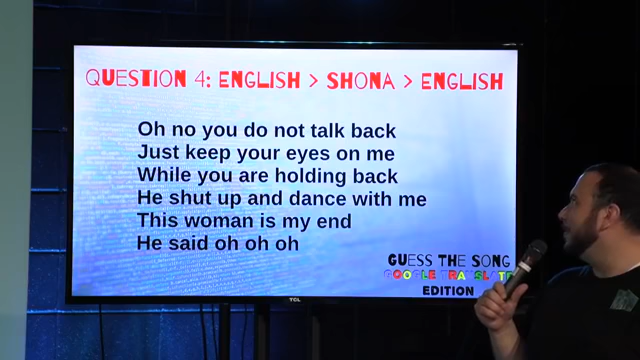 QUESTION 4: ENGLISH > SHONA > ENGLISH
Oh no you do not talk back
Just keep your eyes on me
While you are holding back
He shut up and dance with me
This woman is my end
He said oh oh oh
GUESS THE SONG
GOOGLE TRANSLATE
EDITION
TCL